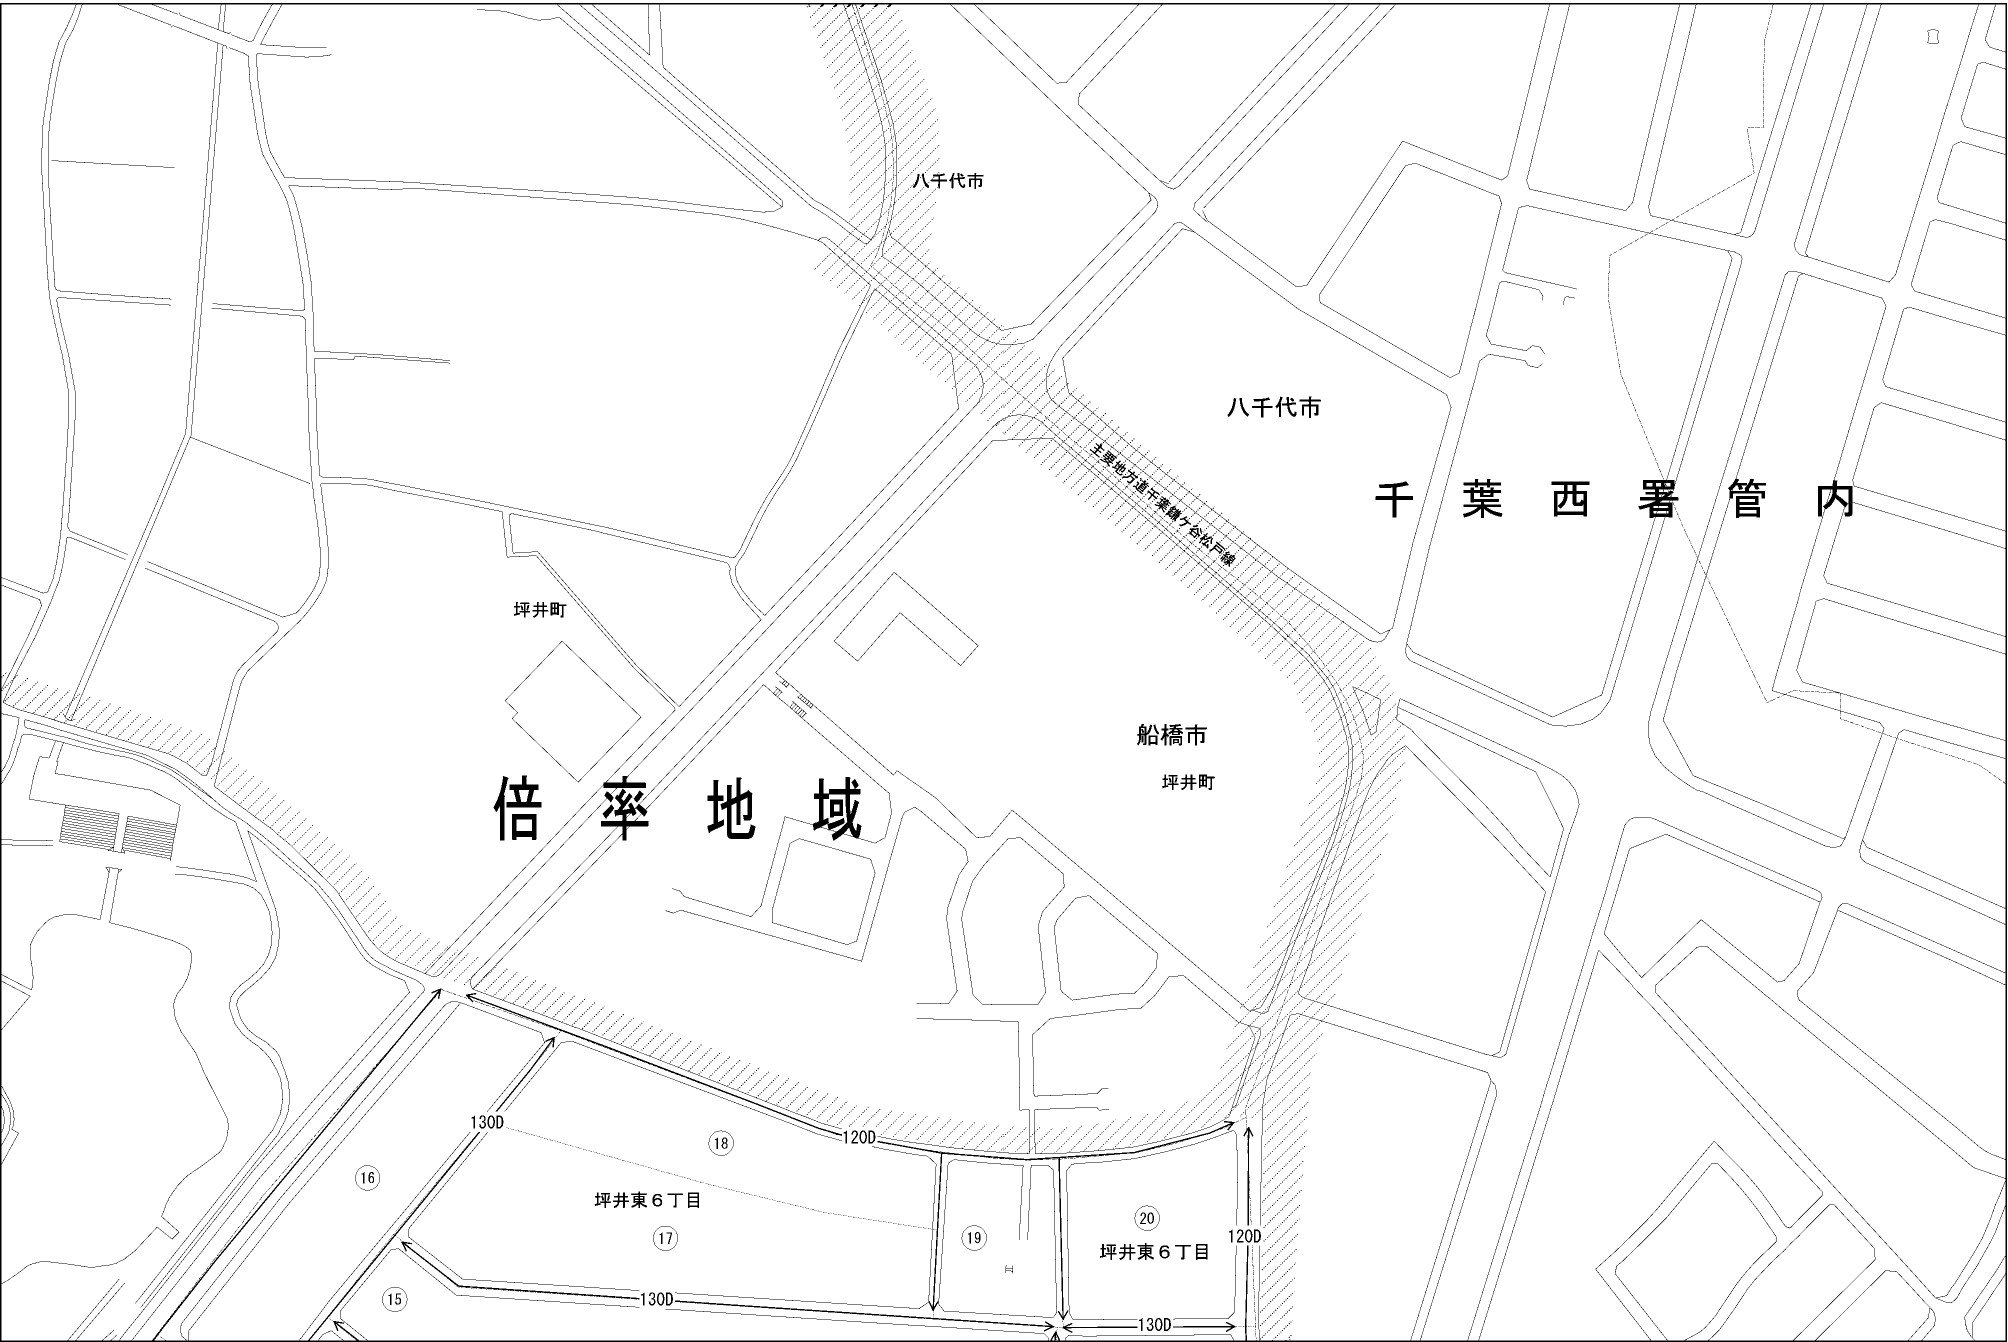 八千代市
八千代市
主要地方道千葉鎌ケ谷松戸線
千葉西署管内
坪井町
船橋市
坪井町
倍率地域
130D
120D
18
16
坪井東６丁目
17
19
20
坪井東６丁目
120D
15
130D
130D